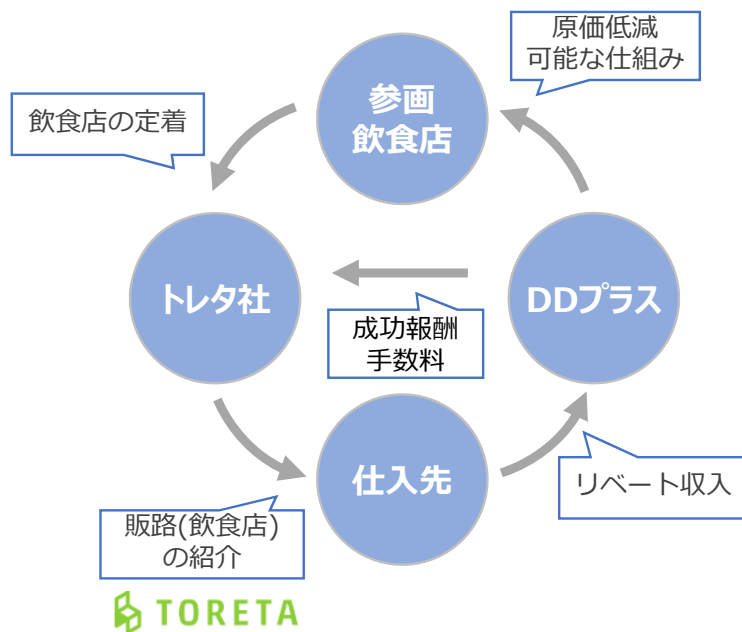 原価低減
可能な仕組み
参画
飲食店
飲食店の定着
トレタ社
DDプラス
成功報酬
手数料
仕入先
リベート収入
販路(飲食店)
の紹介
TORETA